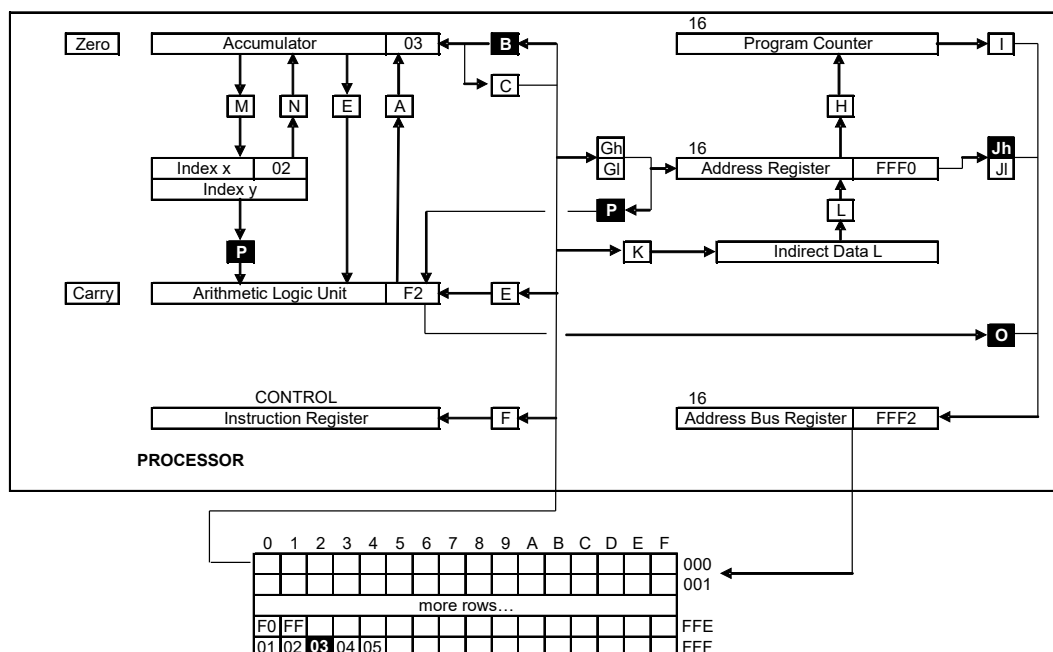 16 16
Zero Accumulator 03 B Program Counter I
C
M N E A H
Gh 16 Jh
Index x 02 Gl Address Register FFF0 Jl
Index y
P L
P K Indirect Data L
Carry Arithmetic Logic Unit F2 E
O
CONTROL 16
Instruction Register F Address Bus Register FFF2
PROCESSOR
0 1 2 3 4 5 6 7 8 9 A B C D E F
000
001
more rows...
F0 FF FFE
01 02 03 04 05 FFF